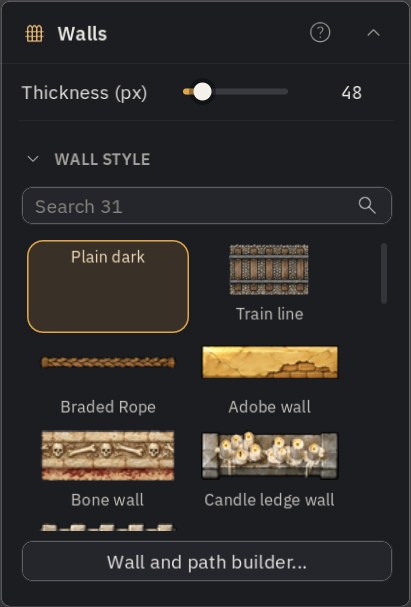 Walls
?
Thickness (px)
48
WALL STYLE
Search 31
Plain dark
Train line
Braded Rope
Adobe wall
Bone wall
Candle ledge wall
Wall and path builder...